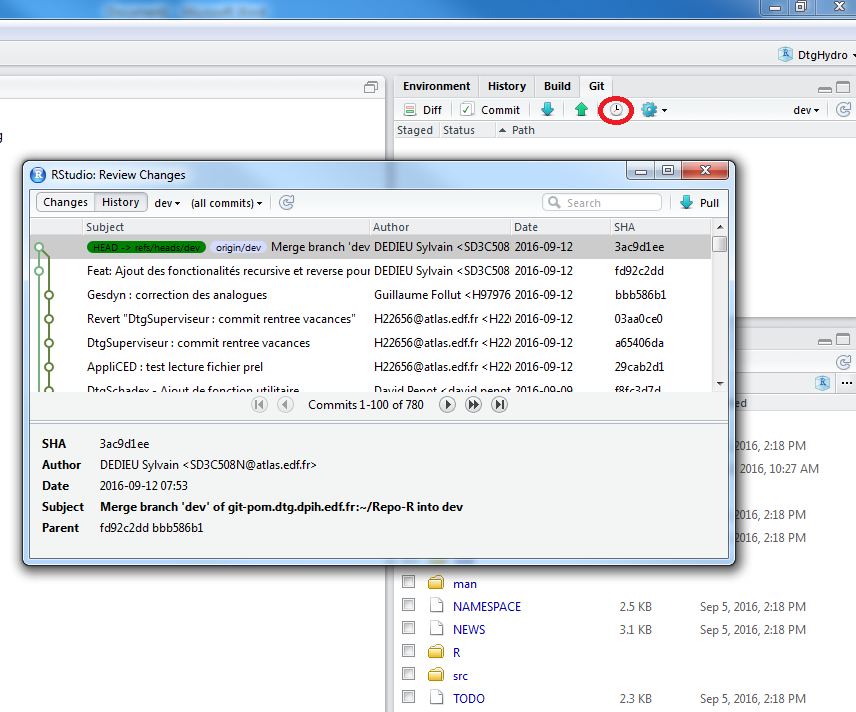 DtgHydro
Environment History Build Git
Diff Commit dev
Staged Status Path
RStudio: Review Changes
Changes History dev (all commits) Search Pull
Subject Author Date SHA
HEAD -> refs/heads/dev origin/dev Merge branch 'dev DEDIEU Sylvain <SD3C508 2016-09-12 3ac9d1ee
Feat: Ajout des fonctionalités recursive et reverse pour DEDIEU Sylvain <SD3C508 2016-09-12 fd92c2dd
Gesdyn : correction des analogues Guillaume Follut <H97976 2016-09-12 bbb586b1
Revert "DtgSuperviseur : commit rentree vacances" H22656@atlas.edf.fr <H22 2016-09-12 03aa0ce0
DtgSuperviseur : commit rentree vacances H22656@atlas.edf.fr <H22 2016-09-12 a65406da
AppliCED : test lecture fichier prel H22656@atlas.edf.fr <H22 2016-09-12 29cab2d1
DtgSchadex - Ajout de fonction utilitaire David Penot <david.penot 2016-09-09 f8fc3d7d
Commits 1-100 of 780
SHA 3ac9d1ee
Author DEDIEU Sylvain <SD3C508N@atlas.edf.fr>
Date 2016-09-12 07:53
Subject Merge branch 'dev' of git-pom.dtg.dpih.edf.fr:~/Repo-R into dev
Parent fd92c2dd bbb586b1
ed
2016, 2:18 PM
2016, 10:27 AM
2016, 2:18 PM
2016, 2:18 PM
man
NAMESPACE 2.5 KB Sep 5, 2016, 2:18 PM
NEWS 3.1 KB Sep 5, 2016, 2:18 PM
R
src
TODO 2.3 KB Sep 5, 2016, 2:18 PM